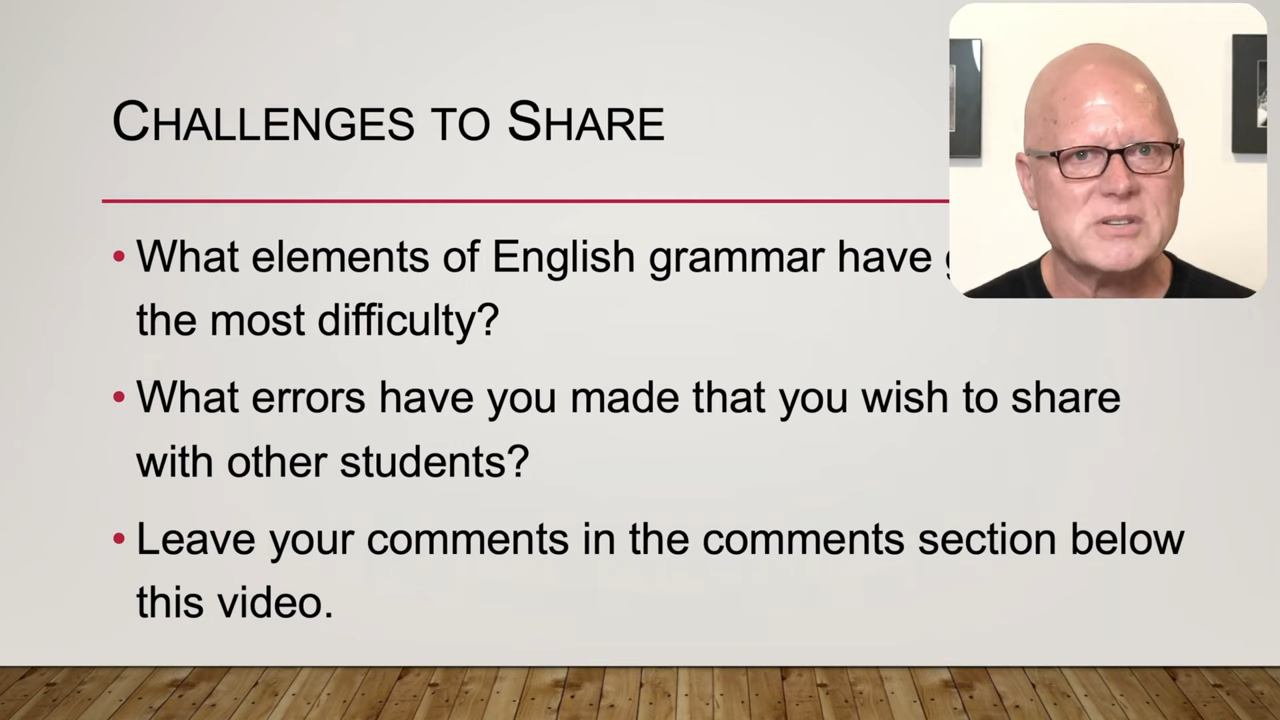 CHALLENGES TO SHARE
• What elements of English grammar have
the most difficulty?
• What errors have you made that you wish to share
with other students?
• Leave your comments in the comments section below
this video.